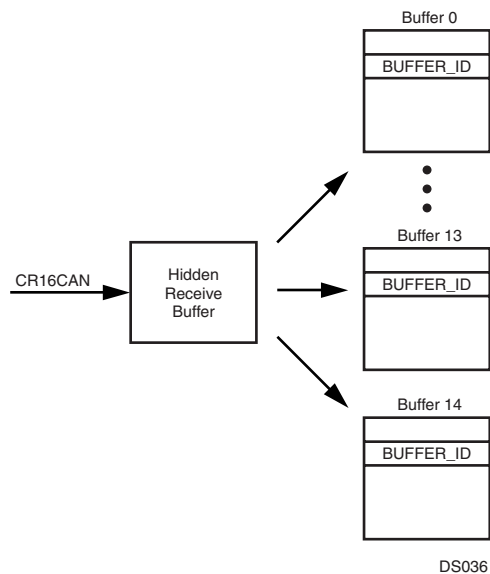 Buffer 0
BUFFER_ID
Buffer 13
BUFFER_ID
CR16CAN
Hidden
Receive
Buffer
Buffer 14
BUFFER_ID
DS036